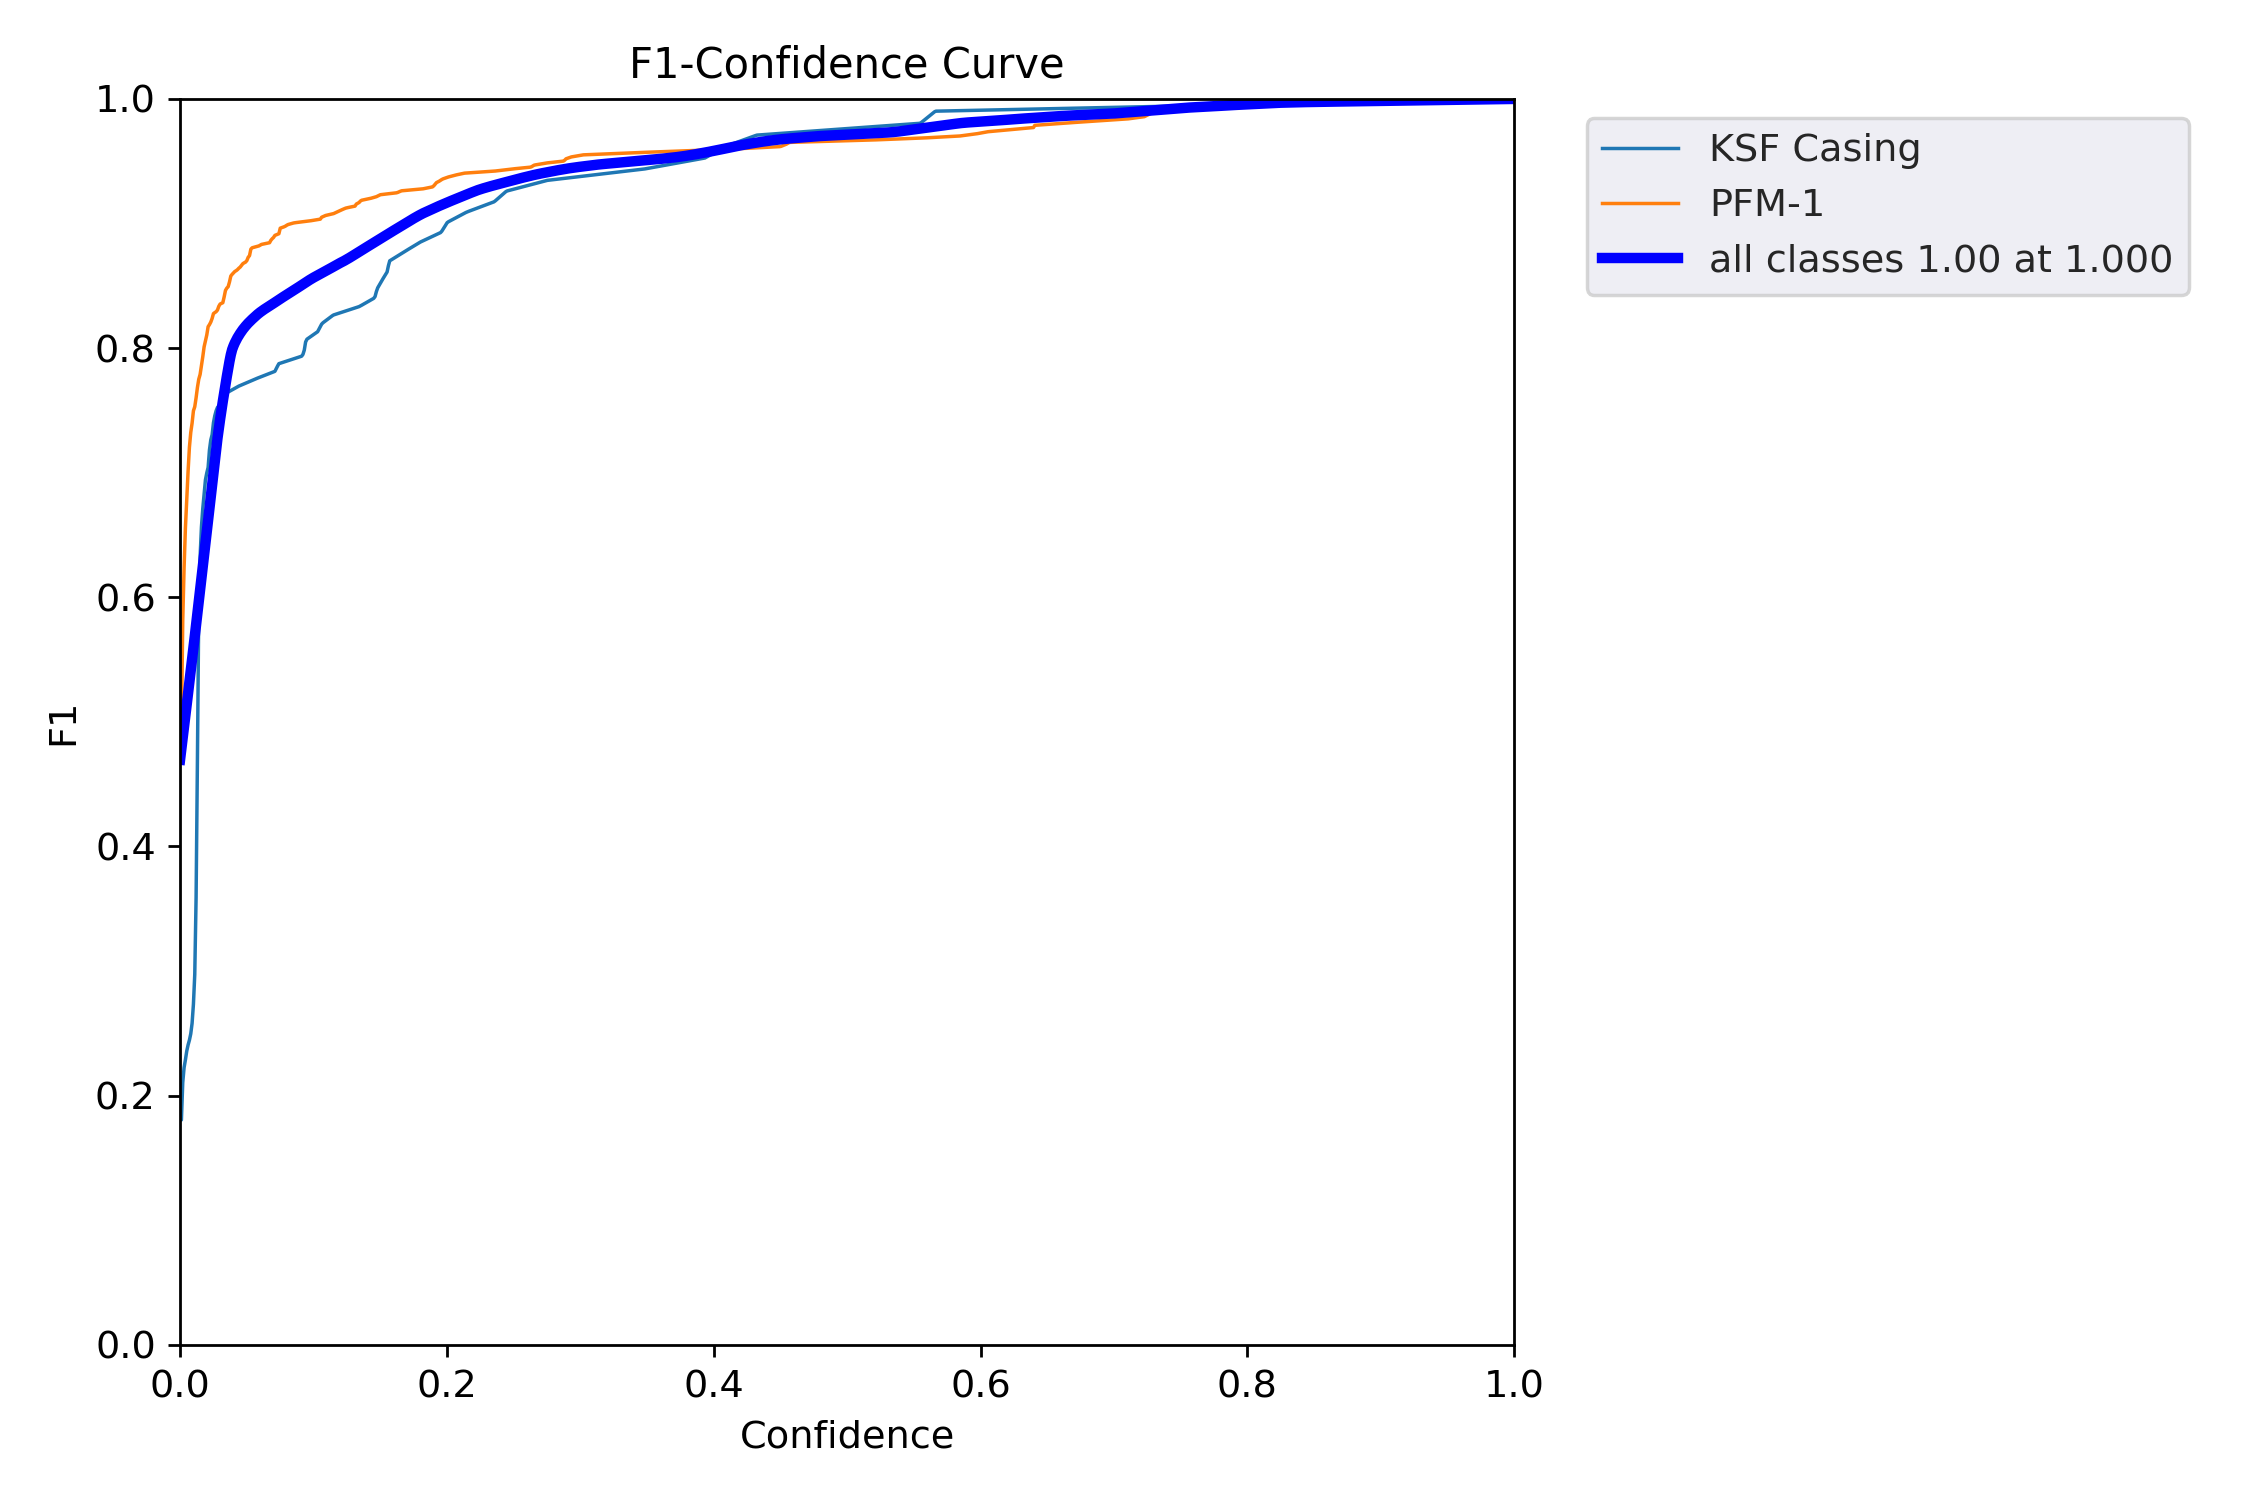 F1-Confidence Curve
1.0
0.8
0.6
0.4
0.2
0.0
F1
0.0 0.2 0.4 0.6 0.8 1.0
Confidence
KSF Casing
PFM-1
all classes 1.00 at 1.000